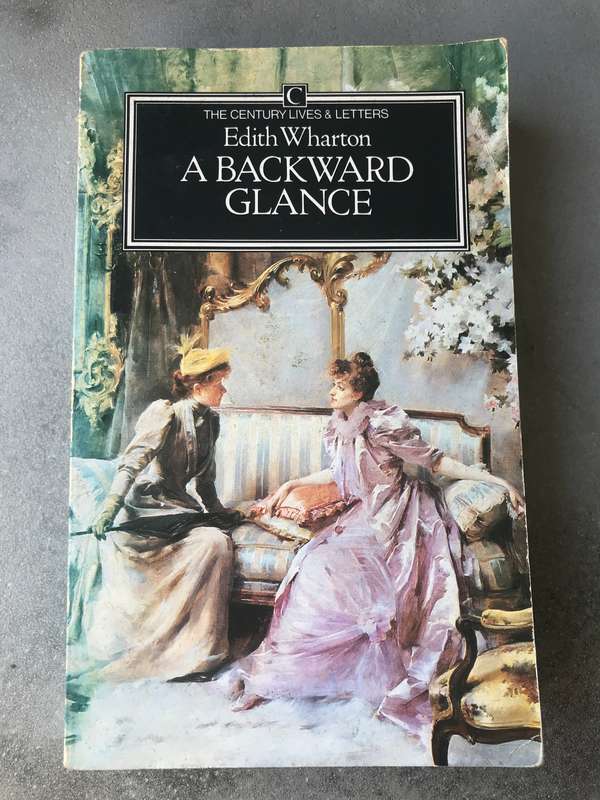 C
THE CENTURY LIVES & LETTERS
Edith Wharton
A BACKWARD
GLANCE